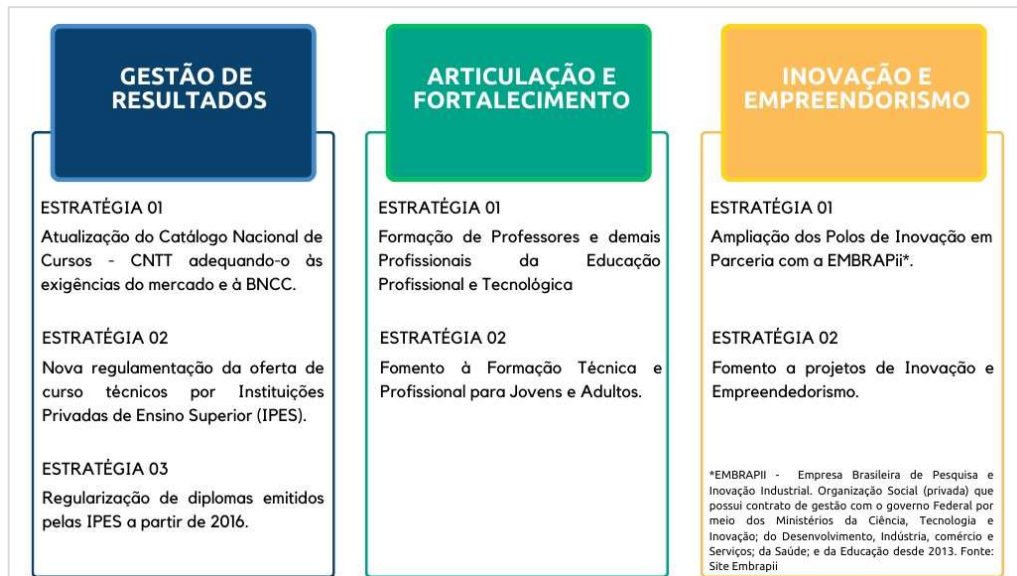 GESTÃO DE
RESULTADOS
ESTRATÉGIA 01
Atualização do Catálogo Nacional de
Cursos - CNTT adequando-o às
exigências do mercado e à BNCC.
ESTRATÉGIA 02
Nova regulamentação da oferta de
curso técnicos por Instituições
Privadas de Ensino Superior (IPES).
ESTRATÉGIA 03
Regularização de diplomas emitidos
pelas IPES a partir de 2016.
ARTICULAÇÃO E
FORTALECIMENTO
ESTRATÉGIA 01
Formação de Professores e demais
Profissionais da Educação
Profissional e Tecnológica
ESTRATÉGIA 02
Fomento à Formação Técnica e
Profissional para Jovens e Adultos.
INOVAÇÃO E
EMPREENDORISMO
ESTRATÉGIA 01
Ampliação dos Polos de Inovação em
Parceria com a EMBRAPii*.
ESTRATÉGIA 02
Fomento a projetos de Inovação e
Empreendedorismo.
*EMBRAPII - Empresa Brasileira de Pesquisa e
Inovação Industrial. Organização Social (privada) que
possui contrato de gestão com o governo Federal por
meio dos Ministérios da Ciência, Tecnologia e
Inovação; do Desenvolvimento, Indústria, comércio e
Serviços; da Saúde; e da Educação desde 2013. Fonte:
Site Embrapii